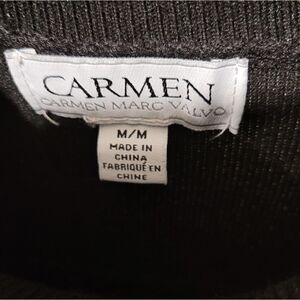 CARMEN
CARMEN MARC VALVO
M/M
MADE IN
CHINA
FABRIQUÉ EN
CHINE